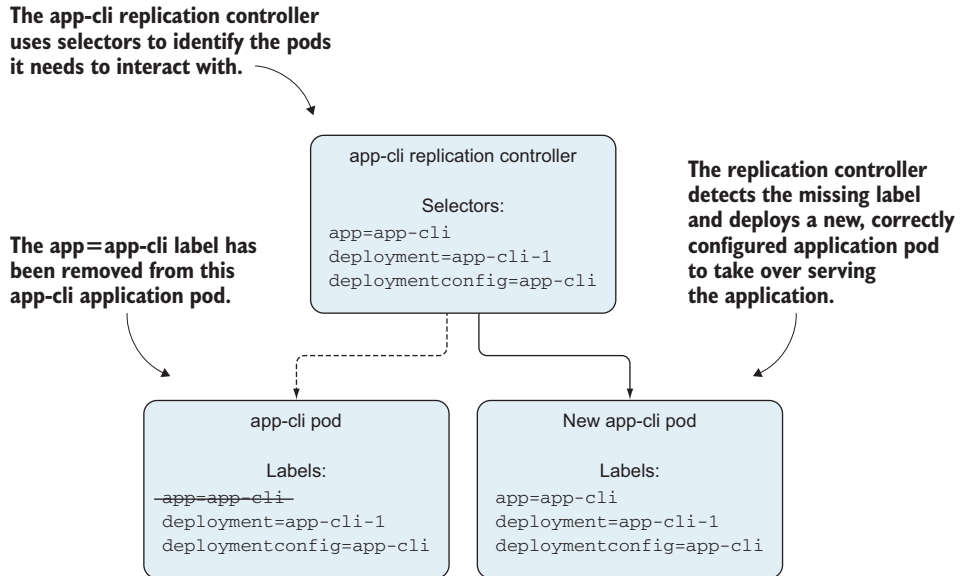 The app-cli replication controller
uses selectors to identify the pods
it needs to interact with.
app-cli replication controller
Selectors:
app=app-cli
deployment=app-cli-1
deploymentconfig=app-cli
The replication controller
detects the missing label
and deploys a new, correctly
configured application pod
to take over serving
the application.
The app=app-cli label has
been removed from this
app-cli application pod.
app-cli pod
Labels:
app=app-cli
deployment=app-cli-1
deploymentconfig=app-cli
New app-cli pod
Labels:
app=app-cli
deployment=app-cli-1
deploymentconfig=app-cli